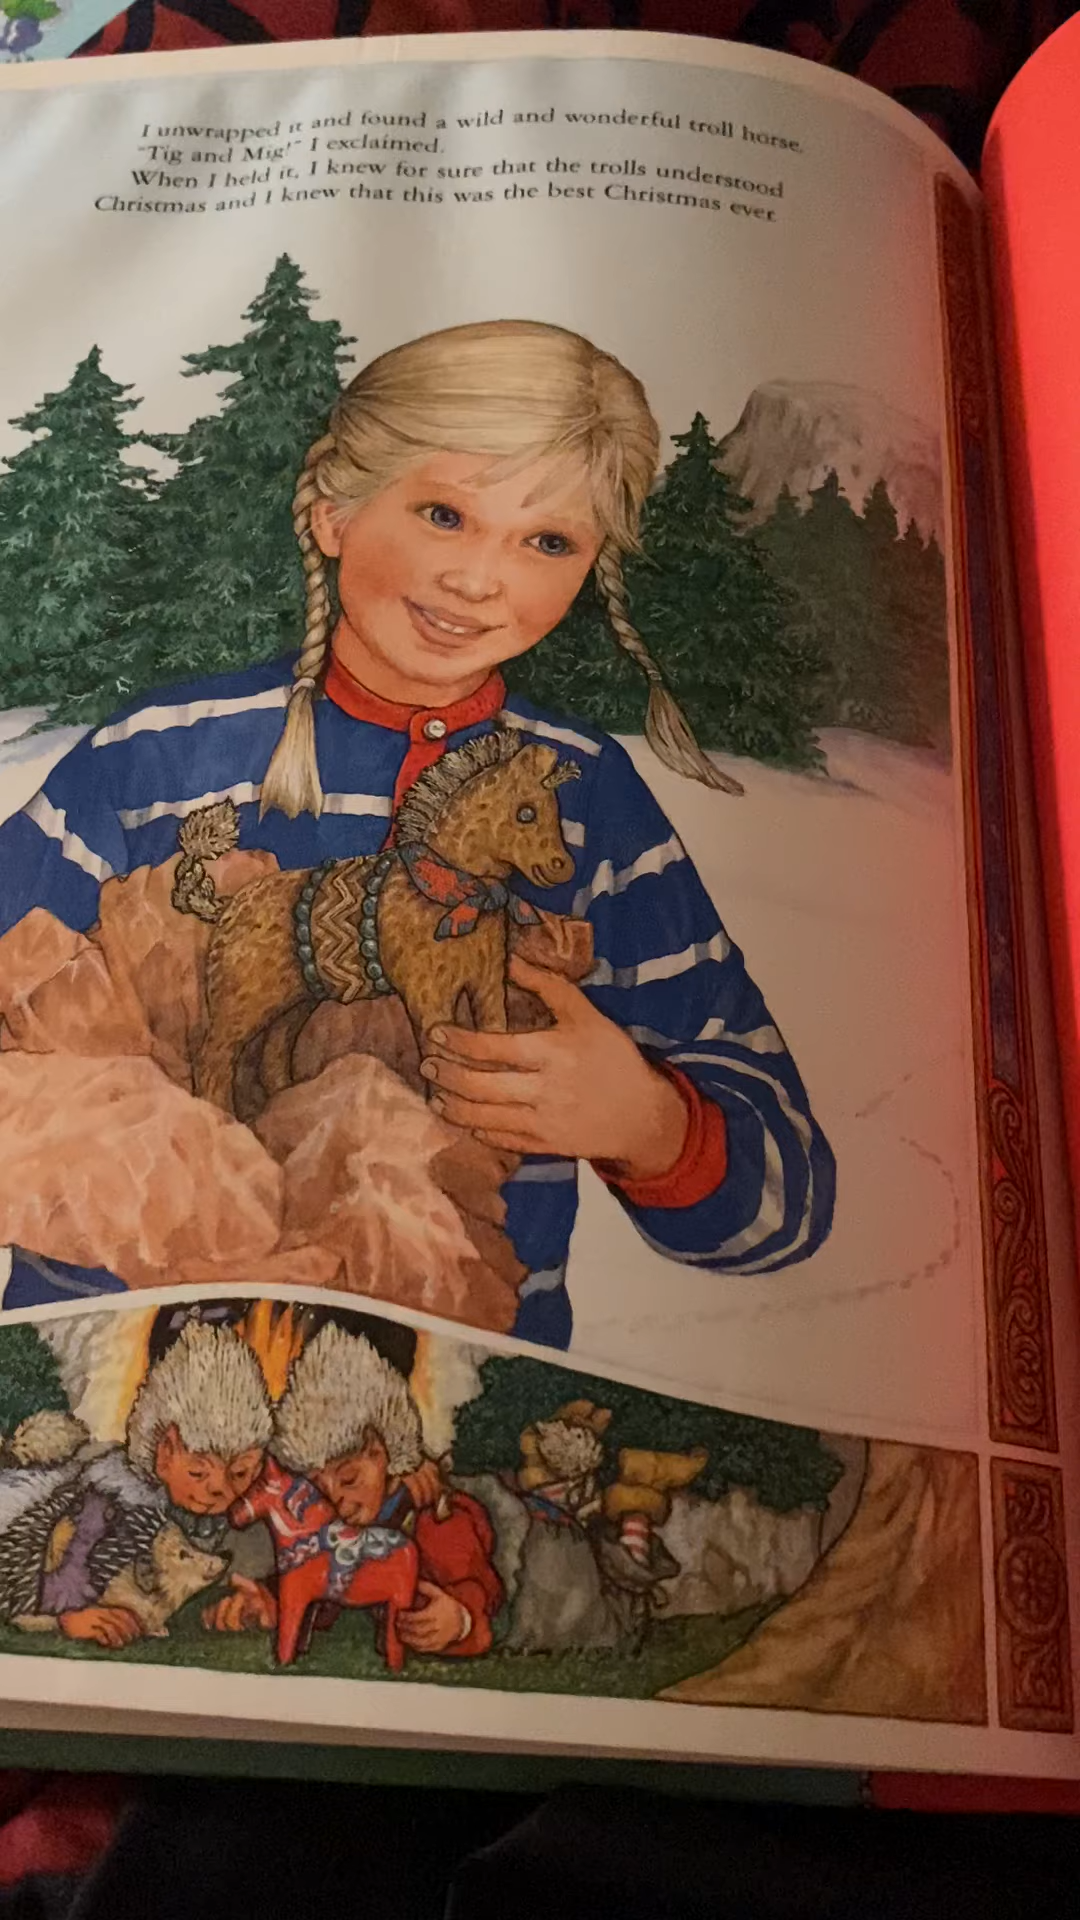 I unwrapped it and found a wild and wonderful troll horse.
"Tig and Mig!" I exclaimed.
When I held it, I knew for sure that the trolls understood
Christmas and I knew that this was the best Christmas ever.